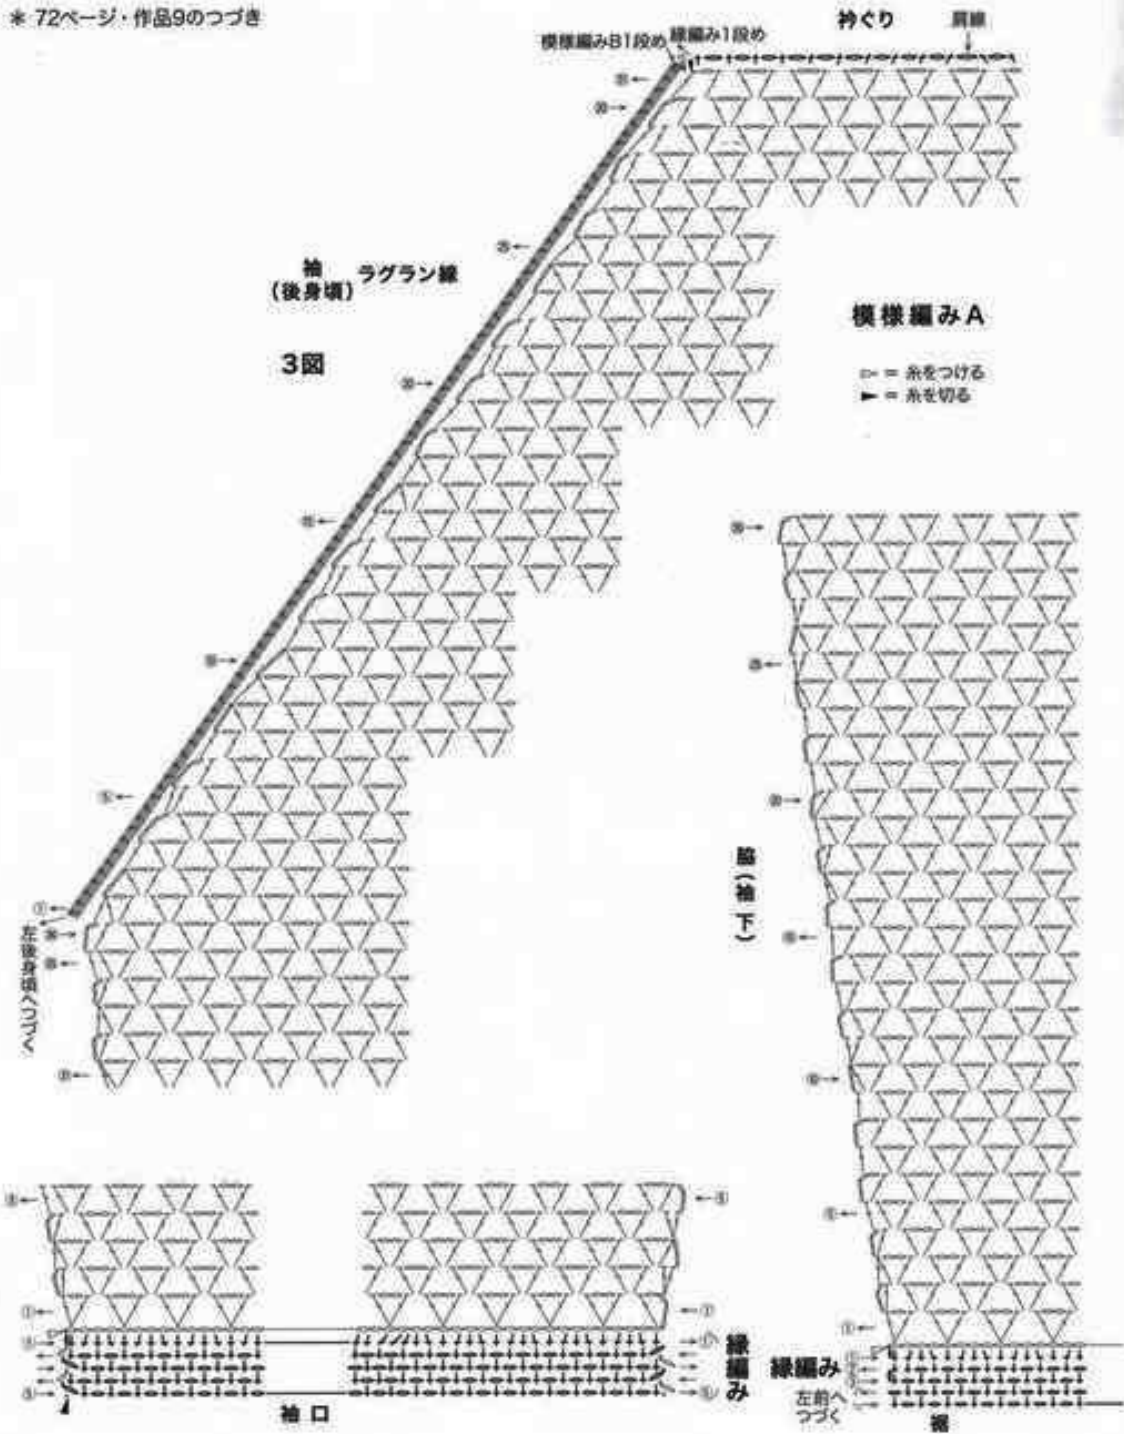 * 72ページ・作品9のつづき
模様編みB1段め
縁編み1段め
衿ぐり
肩線
袖
(後身頃)
ラグラン線
3図
模様編みA
▷ = 糸をつける
► = 糸を切る
脇(袖下)
左後身頃へつづく
縁編み
袖口
縁編み
左前へ
つづく
裾